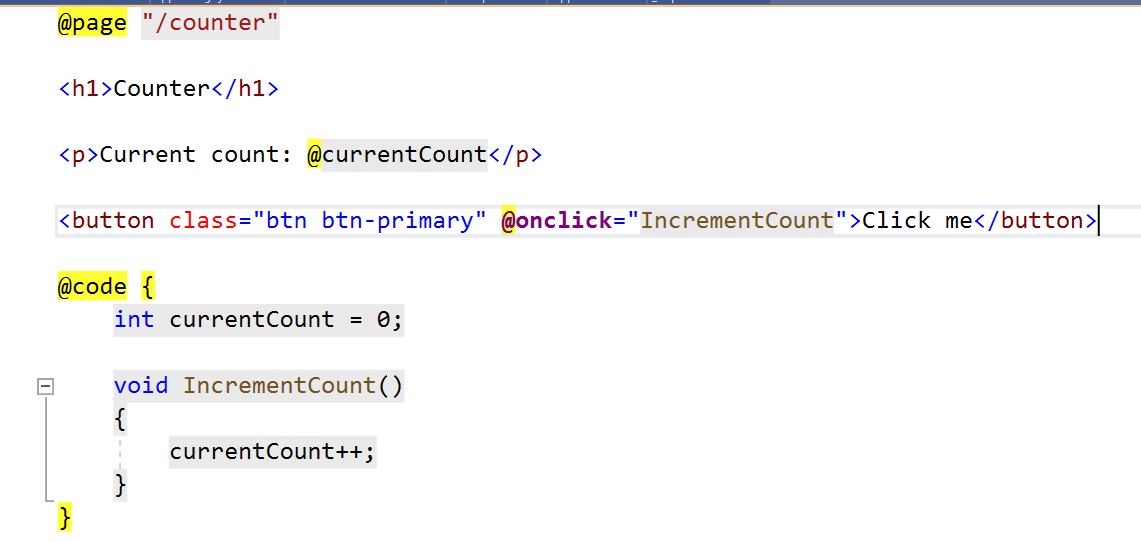 @page "/counter"
<h1>Counter</h1>
<p>Current count: @currentCount</p>
<button class="btn btn-primary" @onclick="IncrementCount">Click me</button>
@code {
    int currentCount = 0;
    void IncrementCount()
    {
        currentCount++;
    }
}